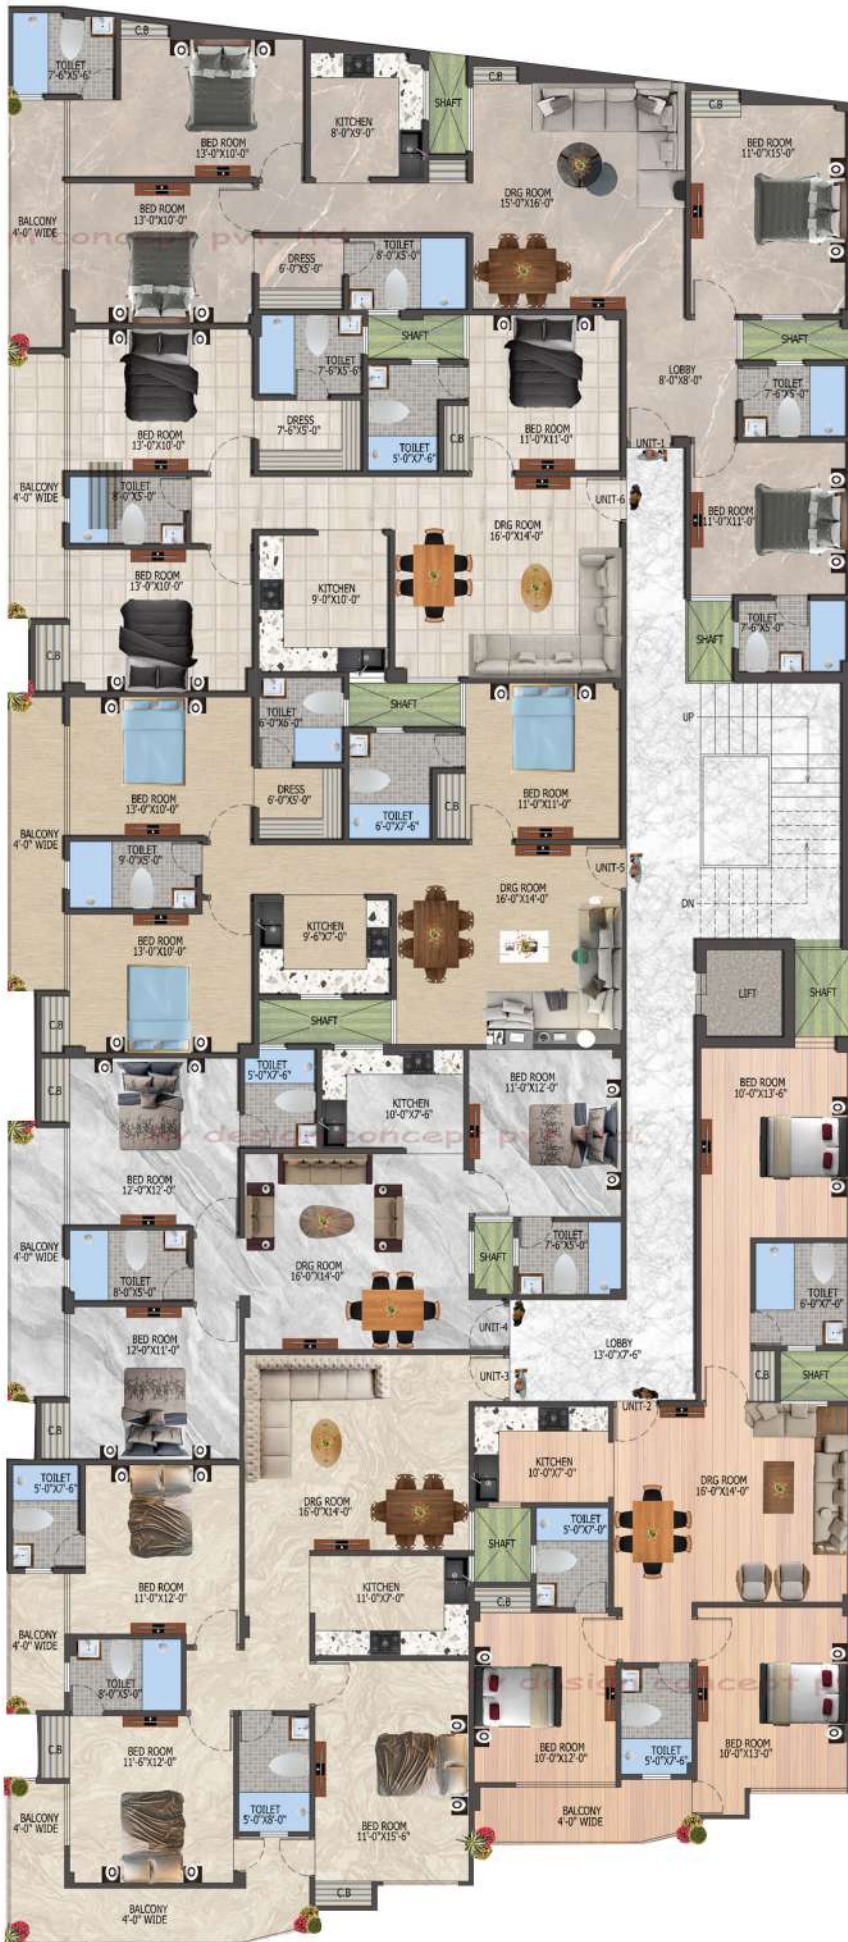 C.B
TOILET
7'-6"X5'-6"
BED ROOM
13'-0"X10'-0"
KITCHEN
8'-0"X9'-0"
SHAFT
C.B
C.B
BED ROOM
11'-0"X15'-0"
DRG ROOM
15'-0"X16'-0"
BALCONY
4'-0" WIDE
BED ROOM
13'-0"X10'-0"
DRESS
6'-0"X5'-0"
TOILET
8'-0"X5'-0"
concept pvt. ltd
SHAFT
TOILET
7'-6"X5'-6"
SHAFT
LOBBY
8'-0"X8'-0"
TOILET
7'-6"X5'-0"
DRESS
7'-6"X5'-0"
BED ROOM
13'-0"X10'-0"
TOILET
5'-0"X7'-6"
C.B
BED ROOM
11'-0"X11'-0"
UNIT-1
BALCONY
4'-0" WIDE
TOILET
8'-0"X5'-0"
UNIT-6
DRG ROOM
16'-0"X14'-0"
BED ROOM
11'-0"X11'-0"
BED ROOM
13'-0"X10'-0"
KITCHEN
9'-0"X10'-0"
SHAFT
TOILET
7'-6"X5'-0"
C.B
TOILET
6'-0"X6'-0"
SHAFT
UP
BED ROOM
13'-0"X10'-0"
DRESS
6'-0"X5'-0"
TOILET
6'-0"X7'-6"
C.B
BED ROOM
11'-0"X11'-0"
BALCONY
4'-0" WIDE
TOILET
9'-0"X5'-0"
UNIT-5
DRG ROOM
16'-0"X14'-0"
DN
KITCHEN
9'-6"X7'-0"
BED ROOM
13'-0"X10'-0"
LIFT
SHAFT
C.B
SHAFT
C.B
TOILET
5'-0"X7'-6"
KITCHEN
10'-0"X7'-6"
BED ROOM
11'-0"X12'-0"
BED ROOM
10'-0"X13'-6"
design concept pvt. ltd.
BED ROOM
12'-0"X12'-0"
BALCONY
4'-0" WIDE
TOILET
8'-0"X5'-0"
DRG ROOM
16'-0"X14'-0"
SHAFT
TOILET
7'-6"X5'-0"
TOILET
6'-0"X7'-0"
UNIT-4
BED ROOM
12'-0"X11'-0"
LOBBY
13'-0"X7'-6"
UNIT-3
C.B
SHAFT
C.B
UNIT-2
KITCHEN
10'-0"X7'-0"
TOILET
5'-0"X7'-6"
DRG ROOM
16'-0"X14'-0"
DRG ROOM
16'-0"X14'-0"
SHAFT
TOILET
5'-0"X7'-0"
BED ROOM
11'-0"X12'-0"
KITCHEN
11'-0"X7'-0"
C.B
BALCONY
4'-0" WIDE
TOILET
8'-0"X5'-0"
design concept p
C.B
BED ROOM
11'-6"X12'-0"
BED ROOM
10'-0"X12'-0"
TOILET
5'-0"X7'-6"
BED ROOM
10'-0"X13'-0"
BALCONY
4'-0" WIDE
TOILET
5'-0"X8'-0"
BED ROOM
11'-0"X15'-6"
BALCONY
4'-0" WIDE
C.B
BALCONY
4'-0" WIDE